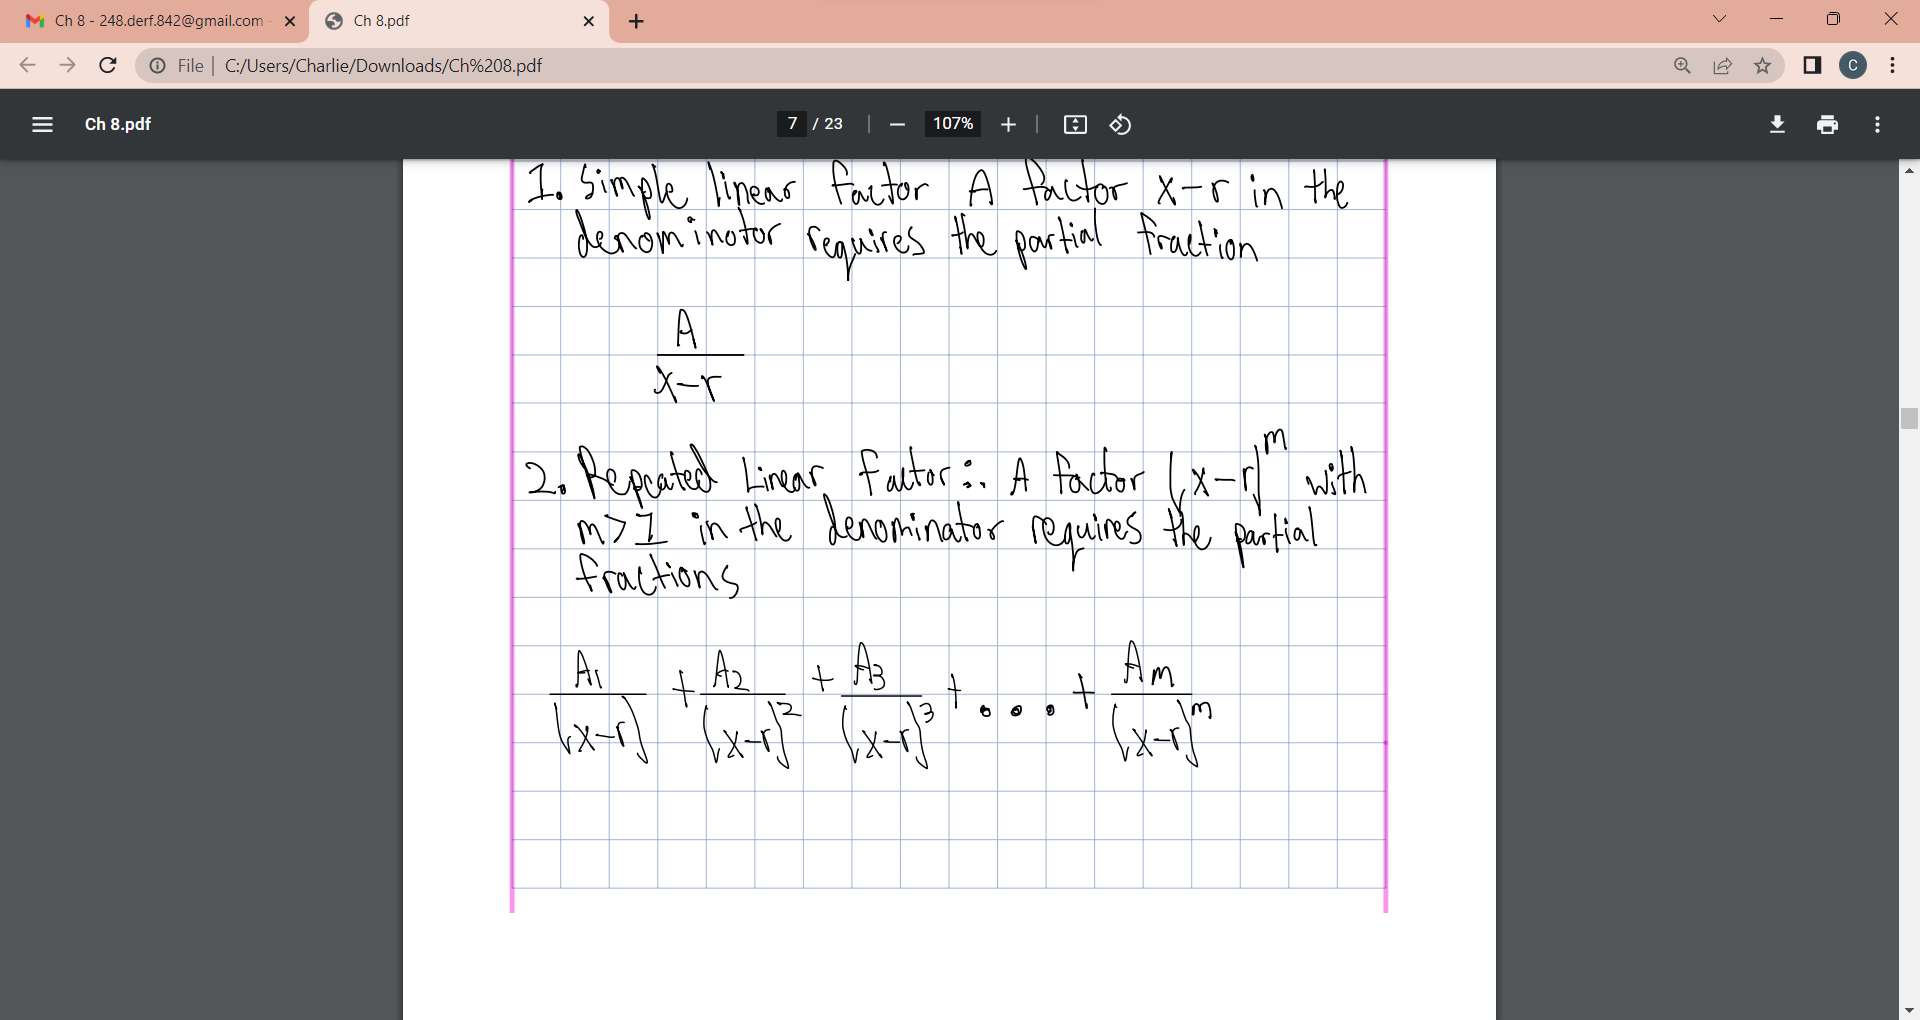 Ch 8 - 248.derf.842@gmail.com -
Ch 8.pdf
File | C:/Users/Charlie/Downloads/Ch%208.pdf
C
Ch 8.pdf
7 / 23 | — 107% + |
1. Simple linear factor A factor x-r in the
denominotor requires the partial fraction
A
x-r
2. Repeated Linear Factor:. A factor (x-r)^m with
m>1 in the denominator requires the partial
fractions
A1/(x-r) + A2/(x-r)^2 + A3/(x-r)^3 + ... + Am/(x-r)^m